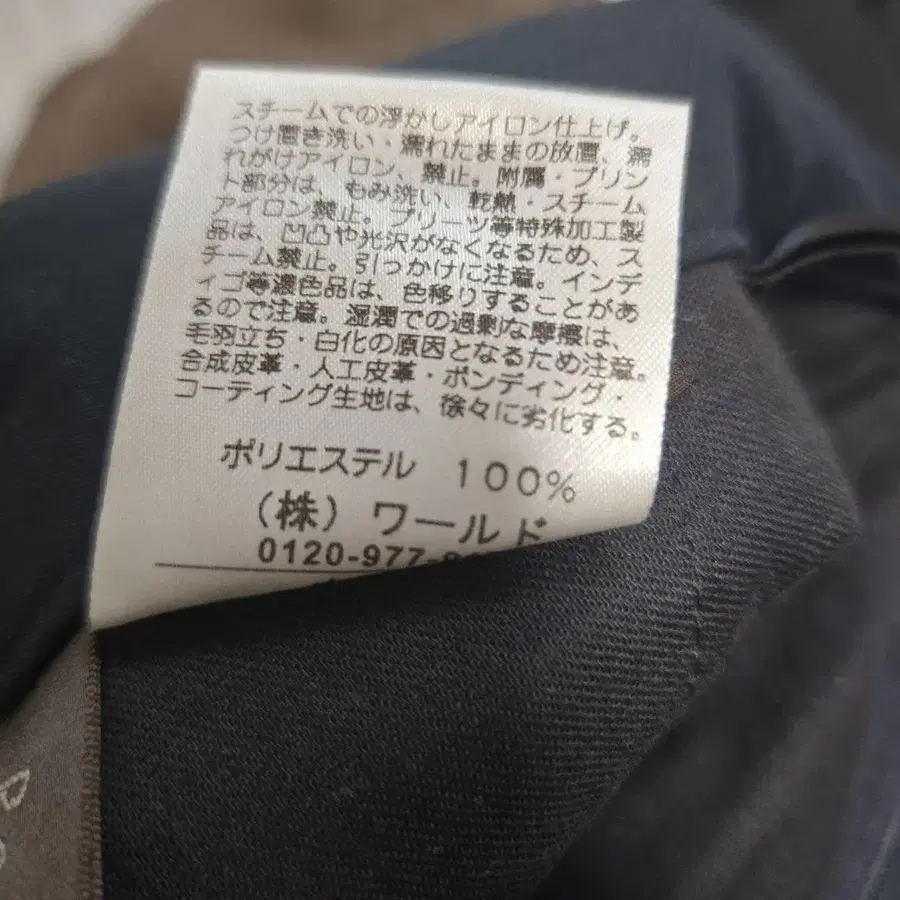 スチームでの浮かしアイロン仕上げ。
つけ置き洗い・濡れたままの放置、濡
れがけアイロン、禁止。附属・プリン
ト部分は、もみ洗い、乾熱・スチーム
アイロン禁止。プリーツ等特殊加工製
品は、凹凸や光沢がなくなるため、ス
チーム禁止。引っかけに注意。インデ
ィゴ等濃色品は、色移りすることがあ
るので注意。湿潤での過剰な摩擦は、
毛羽立ち・白化の原因となるため注意。
合成皮革・人工皮革・ボンディング・
コーティング生地は、徐々に劣化する。
ポリエステル 100%
(株) ワールド
0120-977-